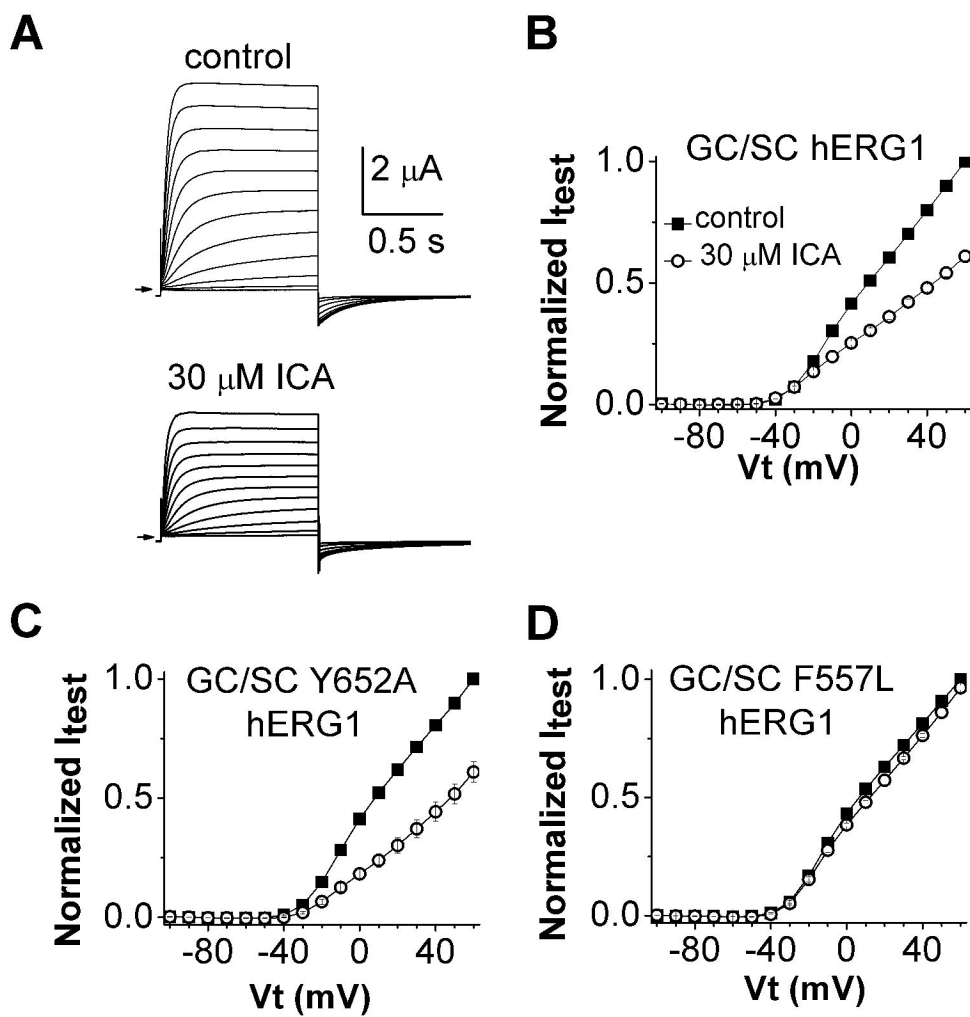 A
control
2 μA
0.5 s
30 μM ICA
B
GC/SC hERG1
control
30 μM ICA
Normalized Itest
1.0
0.5
0.0
-80
-40
0
40
Vt (mV)
C
GC/SC Y652A
hERG1
Normalized Itest
1.0
0.5
0.0
-80
-40
0
40
Vt (mV)
D
GC/SC F557L
hERG1
Normalized Itest
1.0
0.5
0.0
-80
-40
0
40
Vt (mV)